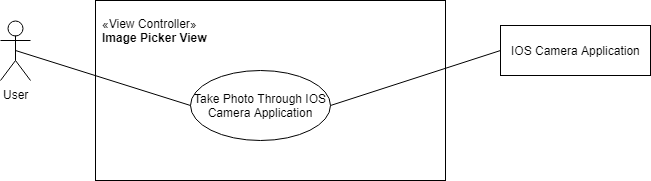 «View Controller»
Image Picker View
IOS Camera Application
User
Take Photo Through IOS
Camera Application